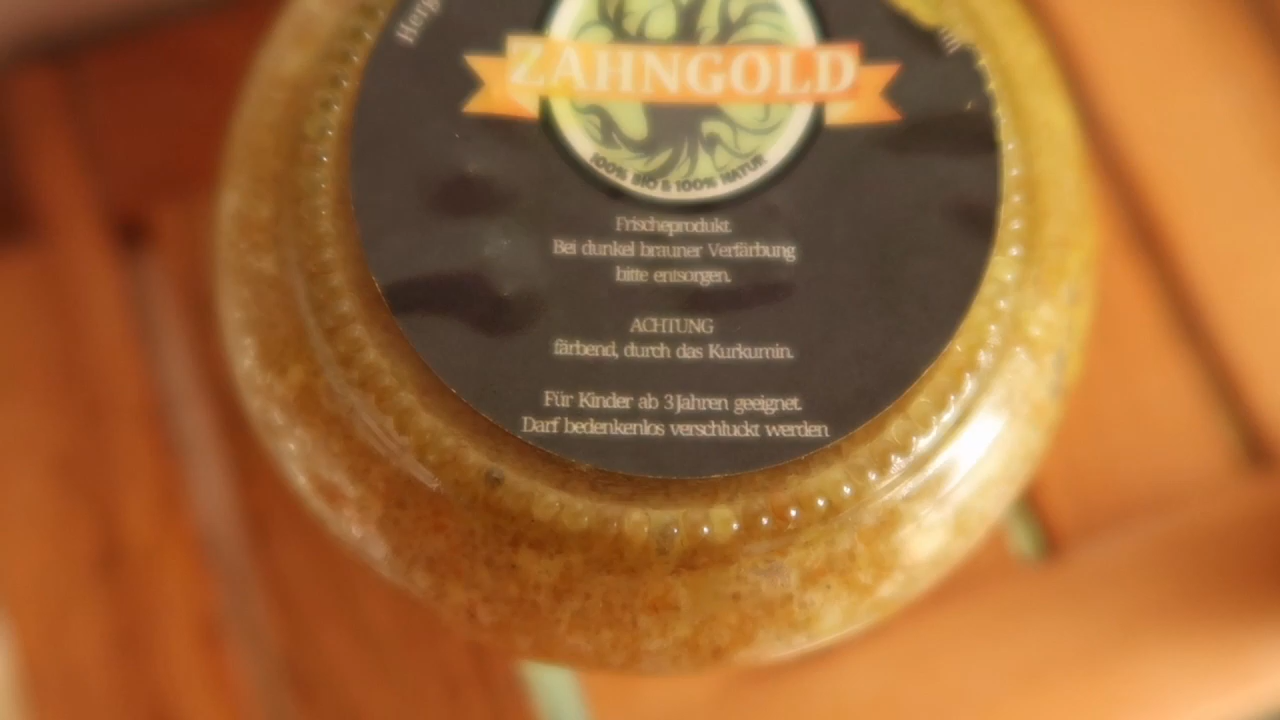 ZAHNGOLD
100% BIO & 100% NATUR
Frischeprodukt.
Bei dunkel brauner Verfärbung
bitte entsorgen.
ACHTUNG
färbend, durch das Kurkumin.
Für Kinder ab 3 Jahren geeignet.
Darf bedenkenlos verschluckt werden